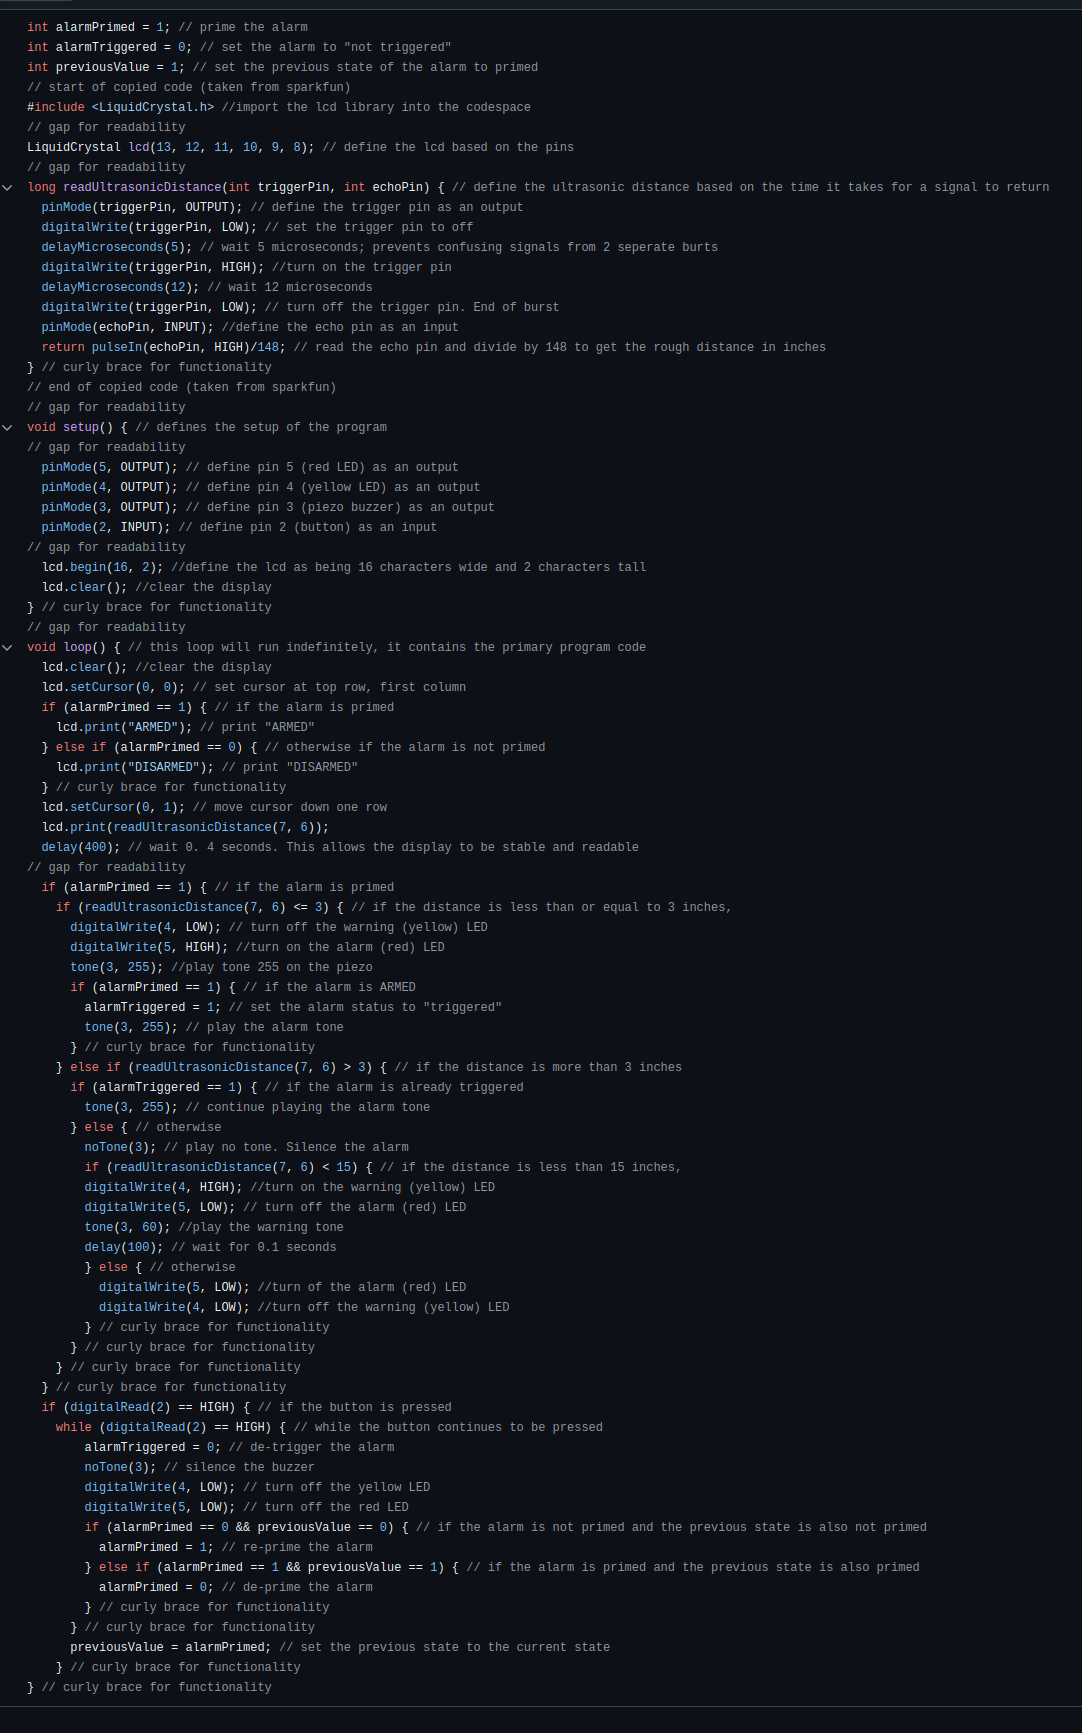 int alarmPrimed = 1; // prime the alarm
int alarmTriggered = 0; // set the alarm to "not triggered"
int previousValue = 1; // set the previous state of the alarm to primed
// start of copied code (taken from sparkfun)
#include <LiquidCrystal.h> //import the lcd library into the codespace
// gap for readability
LiquidCrystal lcd(13, 12, 11, 10, 9, 8); // define the lcd based on the pins
// gap for readability
long readUltrasonicDistance(int triggerPin, int echoPin) { // define the ultrasonic distance based on the time it takes for a signal to return
  pinMode(triggerPin, OUTPUT); // define the trigger pin as an output
  digitalWrite(triggerPin, LOW); // set the trigger pin to off
  delayMicroseconds(5); // wait 5 microseconds; prevents confusing signals from 2 seperate burts
  digitalWrite(triggerPin, HIGH); //turn on the trigger pin
  delayMicroseconds(12); // wait 12 microseconds
  digitalWrite(triggerPin, LOW); // turn off the trigger pin. End of burst
  pinMode(echoPin, INPUT); //define the echo pin as an input
  return pulseIn(echoPin, HIGH)/148; // read the echo pin and divide by 148 to get the rough distance in inches
} // curly brace for functionality
// end of copied code (taken from sparkfun)
// gap for readability
void setup() { // defines the setup of the program
// gap for readability
  pinMode(5, OUTPUT); // define pin 5 (red LED) as an output
  pinMode(4, OUTPUT); // define pin 4 (yellow LED) as an output
  pinMode(3, OUTPUT); // define pin 3 (piezo buzzer) as an output
  pinMode(2, INPUT); // define pin 2 (button) as an input
// gap for readability
  lcd.begin(16, 2); //define the lcd as being 16 characters wide and 2 characters tall
  lcd.clear(); //clear the display
} // curly brace for functionality
// gap for readability
void loop() { // this loop will run indefinitely, it contains the primary program code
  lcd.clear(); //clear the display
  lcd.setCursor(0, 0); // set cursor at top row, first column
  if (alarmPrimed == 1) { // if the alarm is primed
    lcd.print("ARMED"); // print "ARMED"
  } else if (alarmPrimed == 0) { // otherwise if the alarm is not primed
    lcd.print("DISARMED"); // print "DISARMED"
  } // curly brace for functionality
  lcd.setCursor(0, 1); // move cursor down one row
  lcd.print(readUltrasonicDistance(7, 6));
  delay(400); // wait 0. 4 seconds. This allows the display to be stable and readable
// gap for readability
  if (alarmPrimed == 1) { // if the alarm is primed
    if (readUltrasonicDistance(7, 6) <= 3) { // if the distance is less than or equal to 3 inches,
      digitalWrite(4, LOW); // turn off the warning (yellow) LED
      digitalWrite(5, HIGH); //turn on the alarm (red) LED
      tone(3, 255); //play tone 255 on the piezo
      if (alarmPrimed == 1) { // if the alarm is ARMED
        alarmTriggered = 1; // set the alarm status to "triggered"
        tone(3, 255); // play the alarm tone
      } // curly brace for functionality
    } else if (readUltrasonicDistance(7, 6) > 3) { // if the distance is more than 3 inches
      if (alarmTriggered == 1) { // if the alarm is already triggered
        tone(3, 255); // continue playing the alarm tone
      } else { // otherwise
        noTone(3); // play no tone. Silence the alarm
        if (readUltrasonicDistance(7, 6) < 15) { // if the distance is less than 15 inches,
        digitalWrite(4, HIGH); //turn on the warning (yellow) LED
        digitalWrite(5, LOW); // turn off the alarm (red) LED
        tone(3, 60); //play the warning tone
        delay(100); // wait for 0.1 seconds
        } else { // otherwise
          digitalWrite(5, LOW); //turn of the alarm (red) LED
          digitalWrite(4, LOW); //turn off the warning (yellow) LED
        } // curly brace for functionality
      } // curly brace for functionality
    } // curly brace for functionality
  } // curly brace for functionality
  if (digitalRead(2) == HIGH) { // if the button is pressed
    while (digitalRead(2) == HIGH) { // while the button continues to be pressed
        alarmTriggered = 0; // de-trigger the alarm
        noTone(3); // silence the buzzer
        digitalWrite(4, LOW); // turn off the yellow LED
        digitalWrite(5, LOW); // turn off the red LED
        if (alarmPrimed == 0 && previousValue == 0) { // if the alarm is not primed and the previous state is also not primed
          alarmPrimed = 1; // re-prime the alarm
        } else if (alarmPrimed == 1 && previousValue == 1) { // if the alarm is primed and the previous state is also primed
          alarmPrimed = 0; // de-prime the alarm
        } // curly brace for functionality
      } // curly brace for functionality
      previousValue = alarmPrimed; // set the previous state to the current state
    } // curly brace for functionality
} // curly brace for functionality